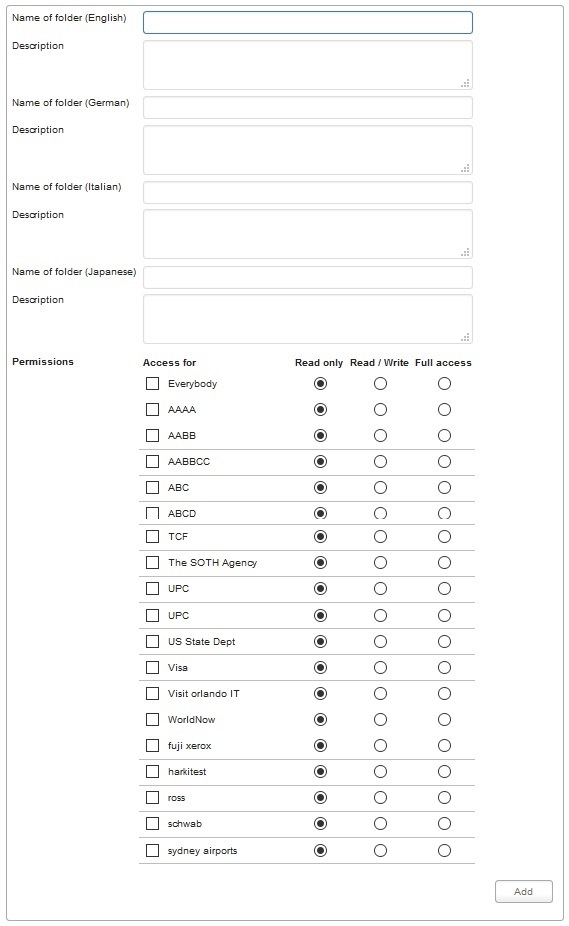 Name of folder (English)
Description
Name of folder (German)
Description
Name of folder (Italian)
Description
Name of folder (Japanese)
Description
Permissions Access for Read only Read / Write Full access
Everybody
AAAA
AABB
AABBCC
ABC
ABCD
TCF
The SOTH Agency
UPC
UPC
US State Dept
Visa
Visit orlando IT
WorldNow
fuji xerox
harkitest
ross
schwab
sydney airports
Add